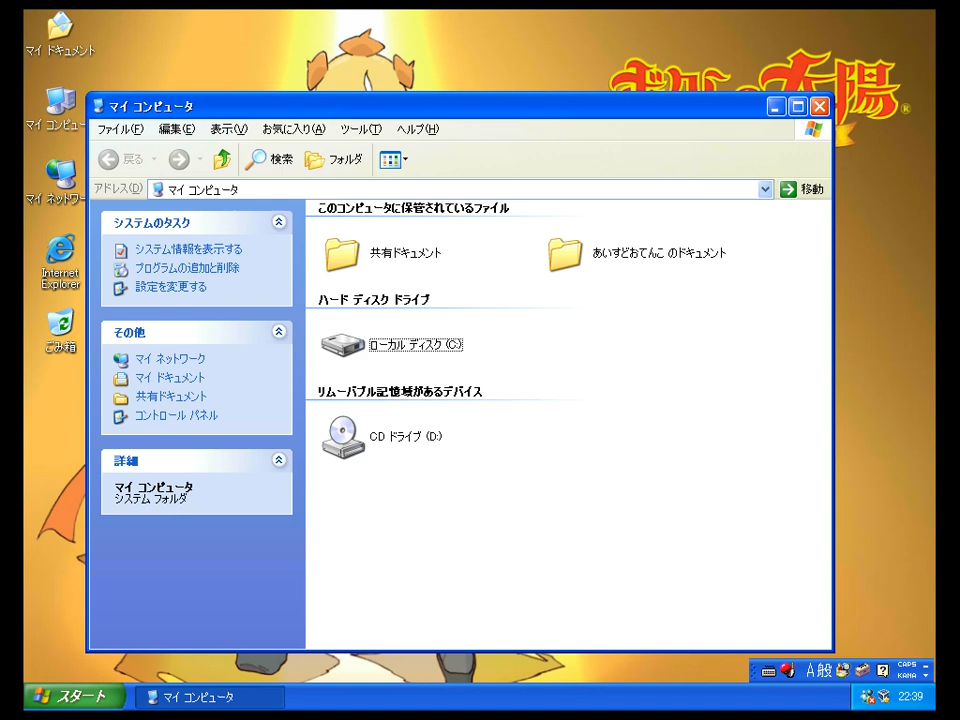 マイ ドキュメント
マイ コンピュー
マイ ネットワー
Internet
Explorer
ごみ箱
太陽
®
マイ コンピュータ
ファイル(F) 編集(E) 表示(V) お気に入り(A) ツール(T) ヘルプ(H)
戻る 検索 フォルダ
アドレス(D) マイ コンピュータ 移動
システムのタスク
システム情報を表示する
プログラムの追加と削除
設定を変更する
その他
マイ ネットワーク
マイ ドキュメント
共有ドキュメント
コントロール パネル
詳細
マイ コンピュータ
システム フォルダ
このコンピュータに保管されているファイル
共有ドキュメント あいすどおてんこ のドキュメント
ハード ディスク ドライブ
ローカル ディスク (C:)
リムーバブル記憶域があるデバイス
CD ドライブ (D:)
A 般 CAPS
KANA
スタート マイ コンピュータ 22:39